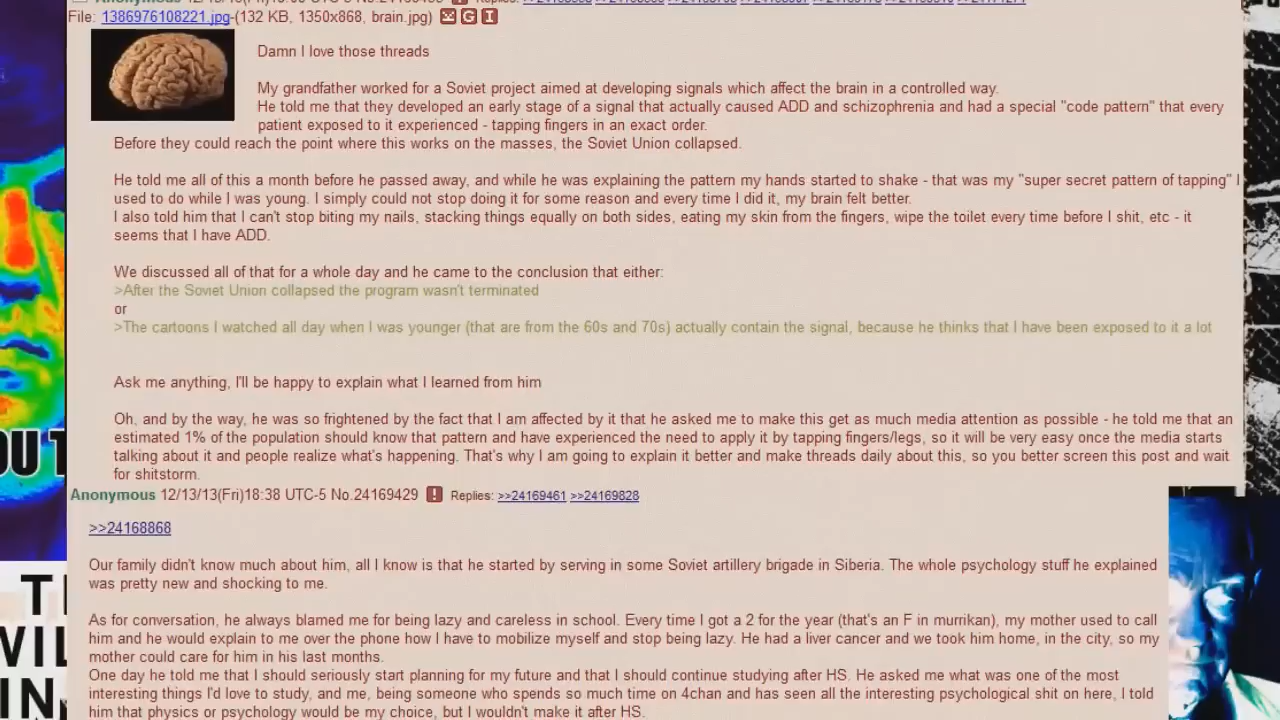 File: 1386976108221.jpg-(132 KB, 1350x868, brain.jpg)
Damn I love those threads
My grandfather worked for a Soviet project aimed at developing signals which affect the brain in a controlled way.
He told me that they developed an early stage of a signal that actually caused ADD and schizophrenia and had a special "code pattern" that every
patient exposed to it experienced - tapping fingers in an exact order.
Before they could reach the point where this works on the masses, the Soviet Union collapsed.
He told me all of this a month before he passed away, and while he was explaining the pattern my hands started to shake - that was my "super secret pattern of tapping" I
used to do while I was young. I simply could not stop doing it for some reason and every time I did it, my brain felt better.
I also told him that I can't stop biting my nails, stacking things equally on both sides, eating my skin from the fingers, wipe the toilet every time before I shit, etc - it
seems that I have ADD.
We discussed all of that for a whole day and he came to the conclusion that either:
>After the Soviet Union collapsed the program wasn't terminated
or
>The cartoons I watched all day when I was younger (that are from the 60s and 70s) actually contain the signal, because he thinks that I have been exposed to it a lot
Ask me anything, I'll be happy to explain what I learned from him
Oh, and by the way, he was so frightened by the fact that I am affected by it that he asked me to make this get as much media attention as possible - he told me that an
estimated 1% of the population should know that pattern and have experienced the need to apply it by tapping fingers/legs, so it will be very easy once the media starts
talking about it and people realize what's happening. That's why I am going to explain it better and make threads daily about this, so you better screen this post and wait
for shitstorm.
Anonymous 12/13/13(Fri)18:38 UTC-5 No.24169429 ! Replies: >>24169461 >>24169828
>>24168868
Our family didn't know much about him, all I know is that he started by serving in some Soviet artillery brigade in Siberia. The whole psychology stuff he explained
was pretty new and shocking to me.
As for conversation, he always blamed me for being lazy and careless in school. Every time I got a 2 for the year (that's an F in murrikan), my mother used to call
him and he would explain to me over the phone how I have to mobilize myself and stop being lazy. He had a liver cancer and we took him home, in the city, so my
mother could care for him in his last months.
One day he told me that I should seriously start planning for my future and that I should continue studying after HS. He asked me what was one of the most
interesting things I'd love to study, and me, being someone who spends so much time on 4chan and has seen all the interesting psychological shit on here, I told
him that physics or psychology would be my choice, but I wouldn't make it after HS.